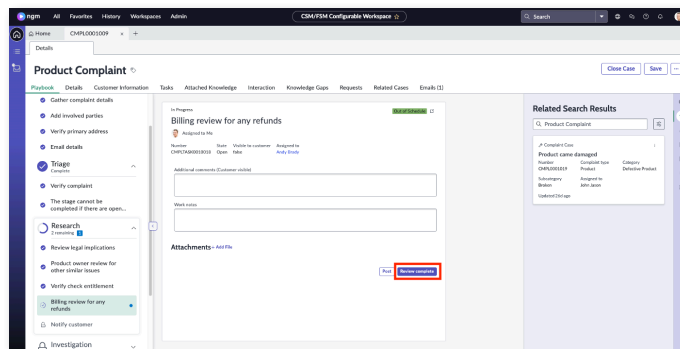 ngm All Favorites History Workspaces Admin
CSM/FSM Configurable Workspace
Search
Home CMPL0001009 x +
Details
Product Complaint
Close Case Save
Playbook Details Customer Information Tasks Attached Knowledge Interaction Knowledge Gaps Requests Related Cases Emails (1)
Gather complaint details
Add involved parties
Verify primary address
Email details
Triage
Complete
Verify complaint
The stage cannot be
completed if there are open...
Research
2 remaining
Review legal implications
Product owner review for
other similar issues
Verify check entitlement
Billing review for any
refunds
Notify customer
Investigation
In Progress
Out of Schedule
Billing review for any refunds
Assigned to Me
Number State Visible to customer Assigned to
CMPLTASK0010018 Open false Andy Brady
Additional comments (Customer visible)
Work notes
Attachments + Add File
Post Review complete
Related Search Results
Product Complaint
Complaint Case
Product came damaged
Number Complaint type Category
CMPL0001019 Product Defective Product
Subcategory Assigned to
Broken John Jason
Updated 26d ago